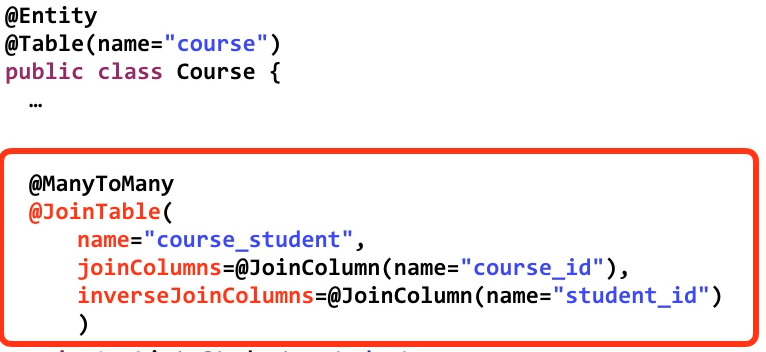 @Entity
@Table(name="course")
public class Course {
…
@ManyToMany
@JoinTable(
name="course_student",
joinColumns=@JoinColumn(name="course_id"),
inverseJoinColumns=@JoinColumn(name="student_id")
)